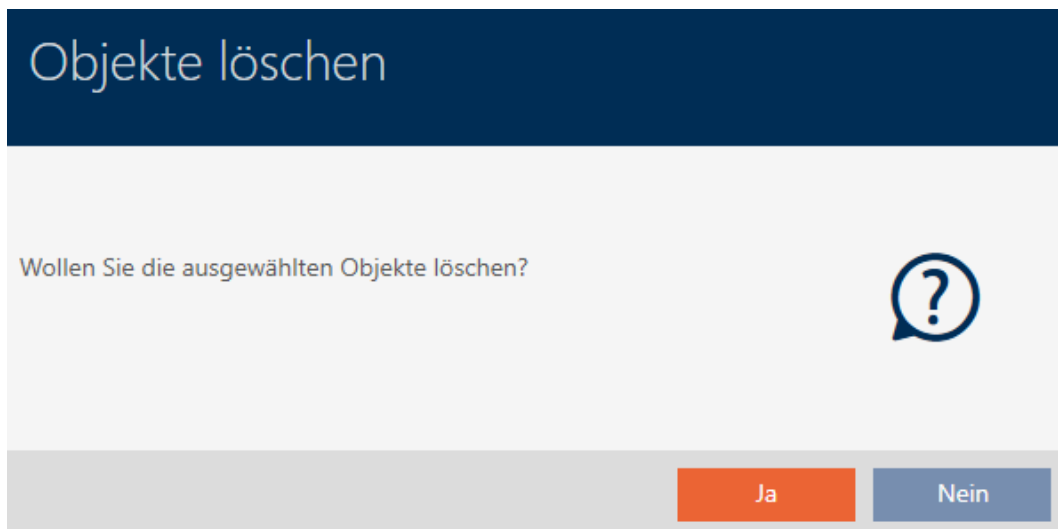 Objekte löschen
Wollen Sie die ausgewählten Objekte löschen?
?
Ja
Nein